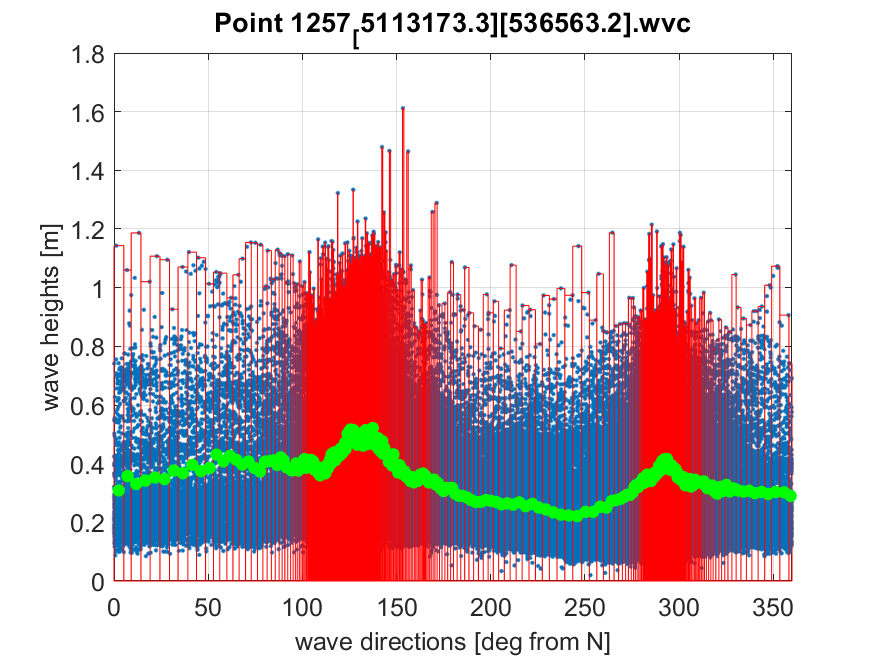 Point 1257[5113173.3][536563.2].wvc
1.8
1.6
1.4
1.2
1
0.8
0.6
0.4
0.2
0
wave heights [m]
0 50 100 150 200 250 300 350
wave directions [deg from N]